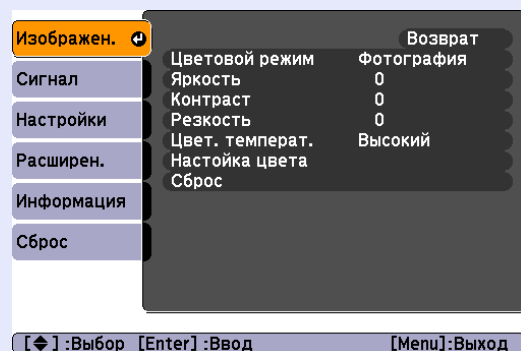 Изображен.
Сигнал
Настройки
Расширен.
Информация
Сброс
Возврат
Цветовой режим Фотография
Яркость 0
Контраст 0
Резкость 0
Цвет. температ. Высокий
Настойка цвета
Сброс
[◆] :Выбор [Enter] :Ввод [Menu]:Выход